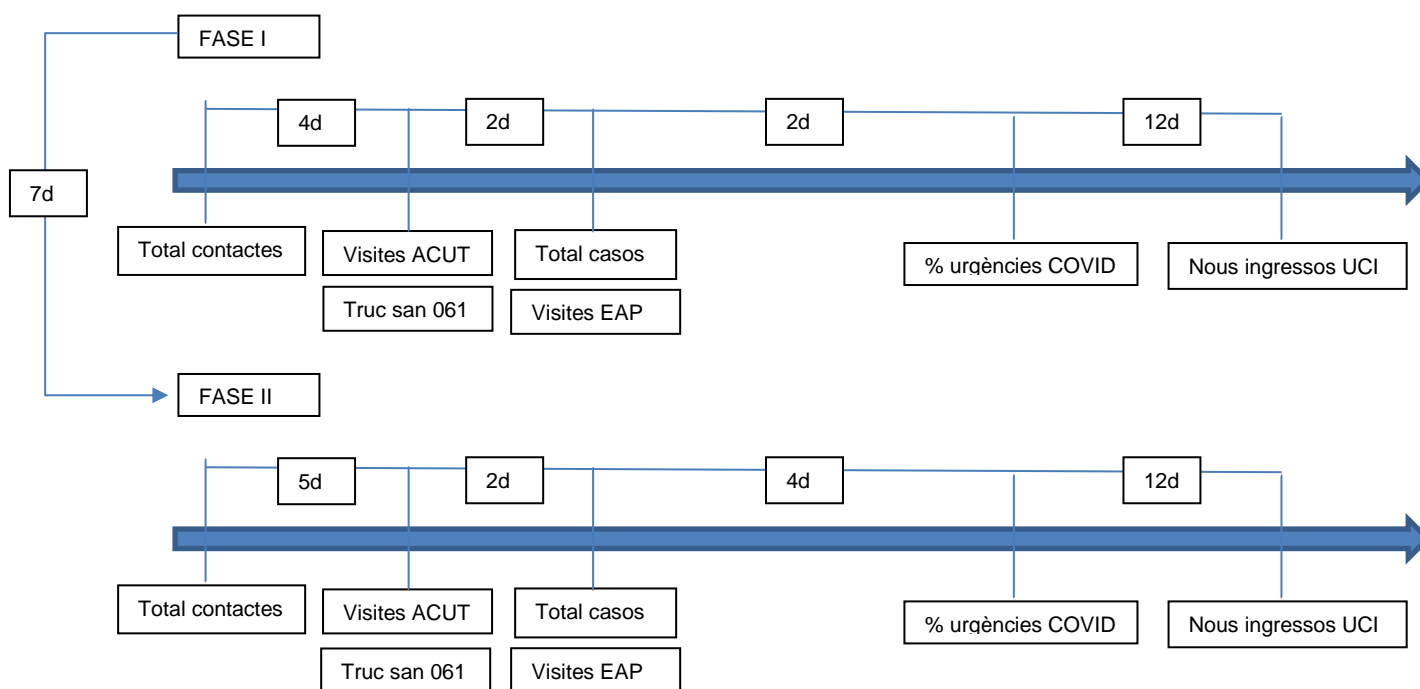 FASE I
4d
2d
2d
12d
7d
Total contactes
Visites ACUT
Total casos
% urgències COVID
Nous ingressos UCI
Truc san 061
Visites EAP
FASE II
5d
2d
4d
12d
Total contactes
Visites ACUT
Total casos
% urgències COVID
Nous ingressos UCI
Truc san 061
Visites EAP